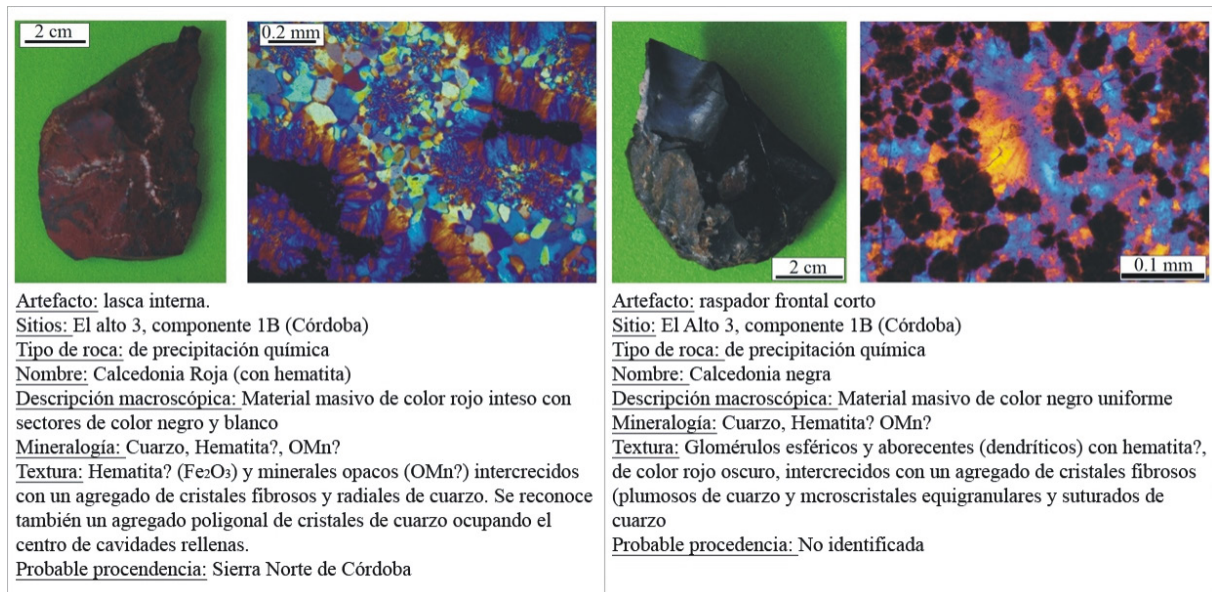 2 cm
0.2 mm
Artefacto: lasca interna.
Sitios: El alto 3, componente 1B (Córdoba)
Tipo de roca: de precipitación química
Nombre: Calcedonia Roja (con hematita)
Descripción macroscópica: Material masivo de color rojo inteso con
sectores de color negro y blanco
Mineralogía: Cuarzo, Hematita?, OMn?
Textura: Hematita? (Fe₂O₃) y minerales opacos (OMn?) intercrecidos
con un agregado de cristales fibrosos y radiales de cuarzo. Se reconoce
también un agregado poligonal de cristales de cuarzo ocupando el
centro de cavidades rellenas.
Probable procendencia: Sierra Norte de Córdoba
2 cm
0.1 mm
Artefacto: raspador frontal corto
Sitio: El Alto 3, componente 1B (Córdoba)
Tipo de roca: de precipitación química
Nombre: Calcedonia negra
Descripción macroscópica: Material masivo de color negro uniforme
Mineralogía: Cuarzo, Hematita? OMn?
Textura: Glomérulos esféricos y aborecentes (dendríticos) con hematita?,
de color rojo oscuro, intercrecidos con un agregado de cristales fibrosos
(plumosos de cuarzo y mcroscristales equigranulares y suturados de
cuarzo
Probable procedencia: No identificada